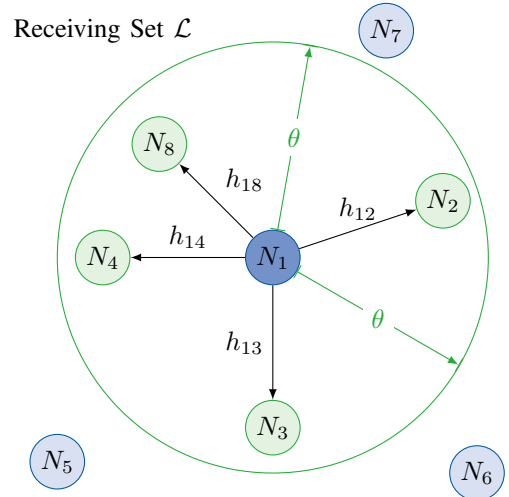 Receiving Set ℒ
N₇
θ
N₈
h₁₈
h₁₂
N₂
h₁₄
N₄
N₁
θ
h₁₃
N₃
N₅
N₆